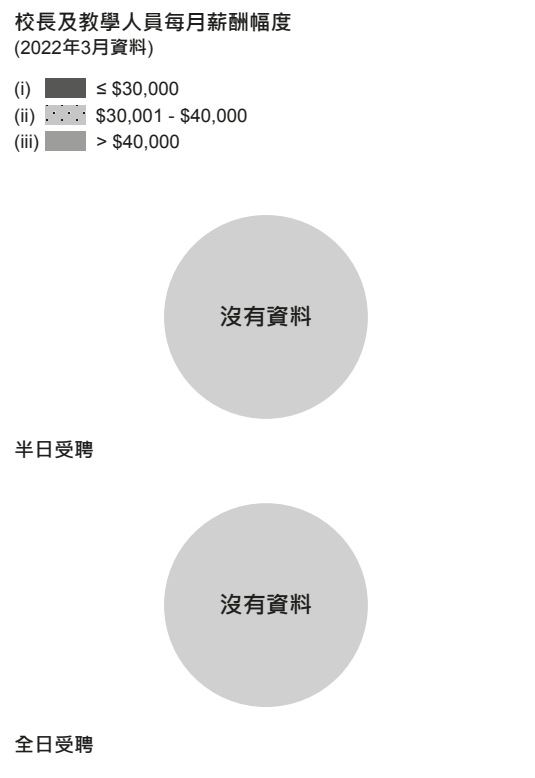 校長及教學人員每月薪酬幅度
(2022年3月資料)
(i) ≤ $30,000
(ii) $30,001 - $40,000
(iii) > $40,000
沒有資料
半日受聘
沒有資料
全日受聘